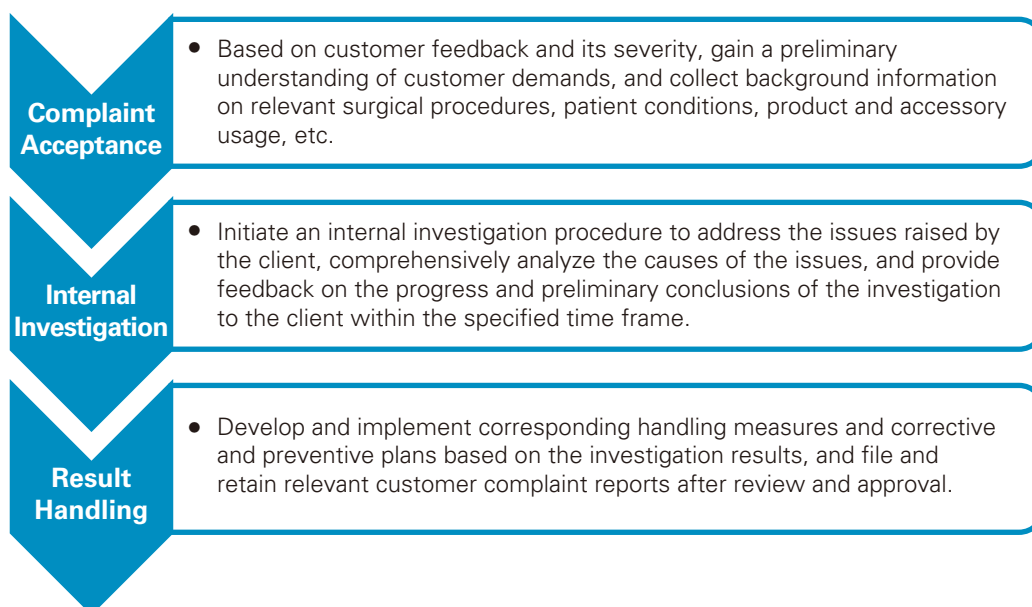 Complaint
Acceptance
● Based on customer feedback and its severity, gain a preliminary
understanding of customer demands, and collect background information
on relevant surgical procedures, patient conditions, product and accessory
usage, etc.
Internal
Investigation
● Initiate an internal investigation procedure to address the issues raised by
the client, comprehensively analyze the causes of the issues, and provide
feedback on the progress and preliminary conclusions of the investigation
to the client within the specified time frame.
Result
Handling
● Develop and implement corresponding handling measures and corrective
and preventive plans based on the investigation results, and file and
retain relevant customer complaint reports after review and approval.